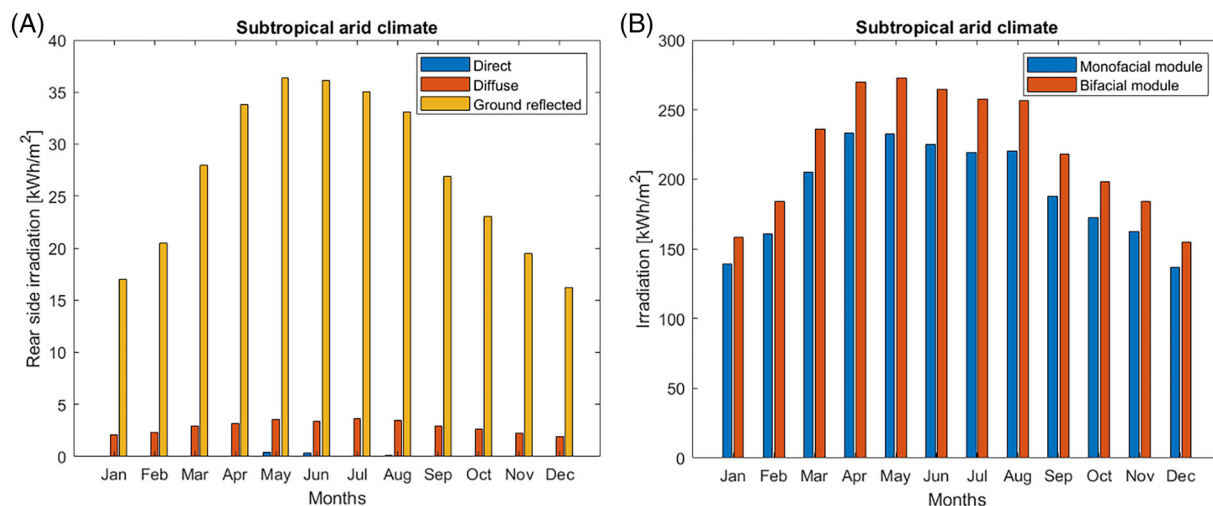 (A)
Subtropical arid climate
Rear side irradiation [kWh/m²]
40
35
30
25
20
15
10
5
0
Direct
Diffuse
Ground reflected
Jan Feb Mar Apr May Jun Jul Aug Sep Oct Nov Dec
Months
(B)
Subtropical arid climate
Irradiation [kWh/m²]
300
250
200
150
100
50
0
Monofacial module
Bifacial module
Jan Feb Mar Apr May Jun Jul Aug Sep Oct Nov Dec
Months